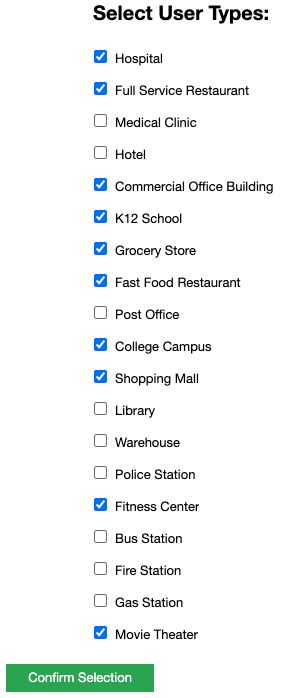 Select User Types:
Hospital
Full Service Restaurant
Medical Clinic
Hotel
Commercial Office Building
K12 School
Grocery Store
Fast Food Restaurant
Post Office
College Campus
Shopping Mall
Library
Warehouse
Police Station
Fitness Center
Bus Station
Fire Station
Gas Station
Movie Theater
Confirm Selection